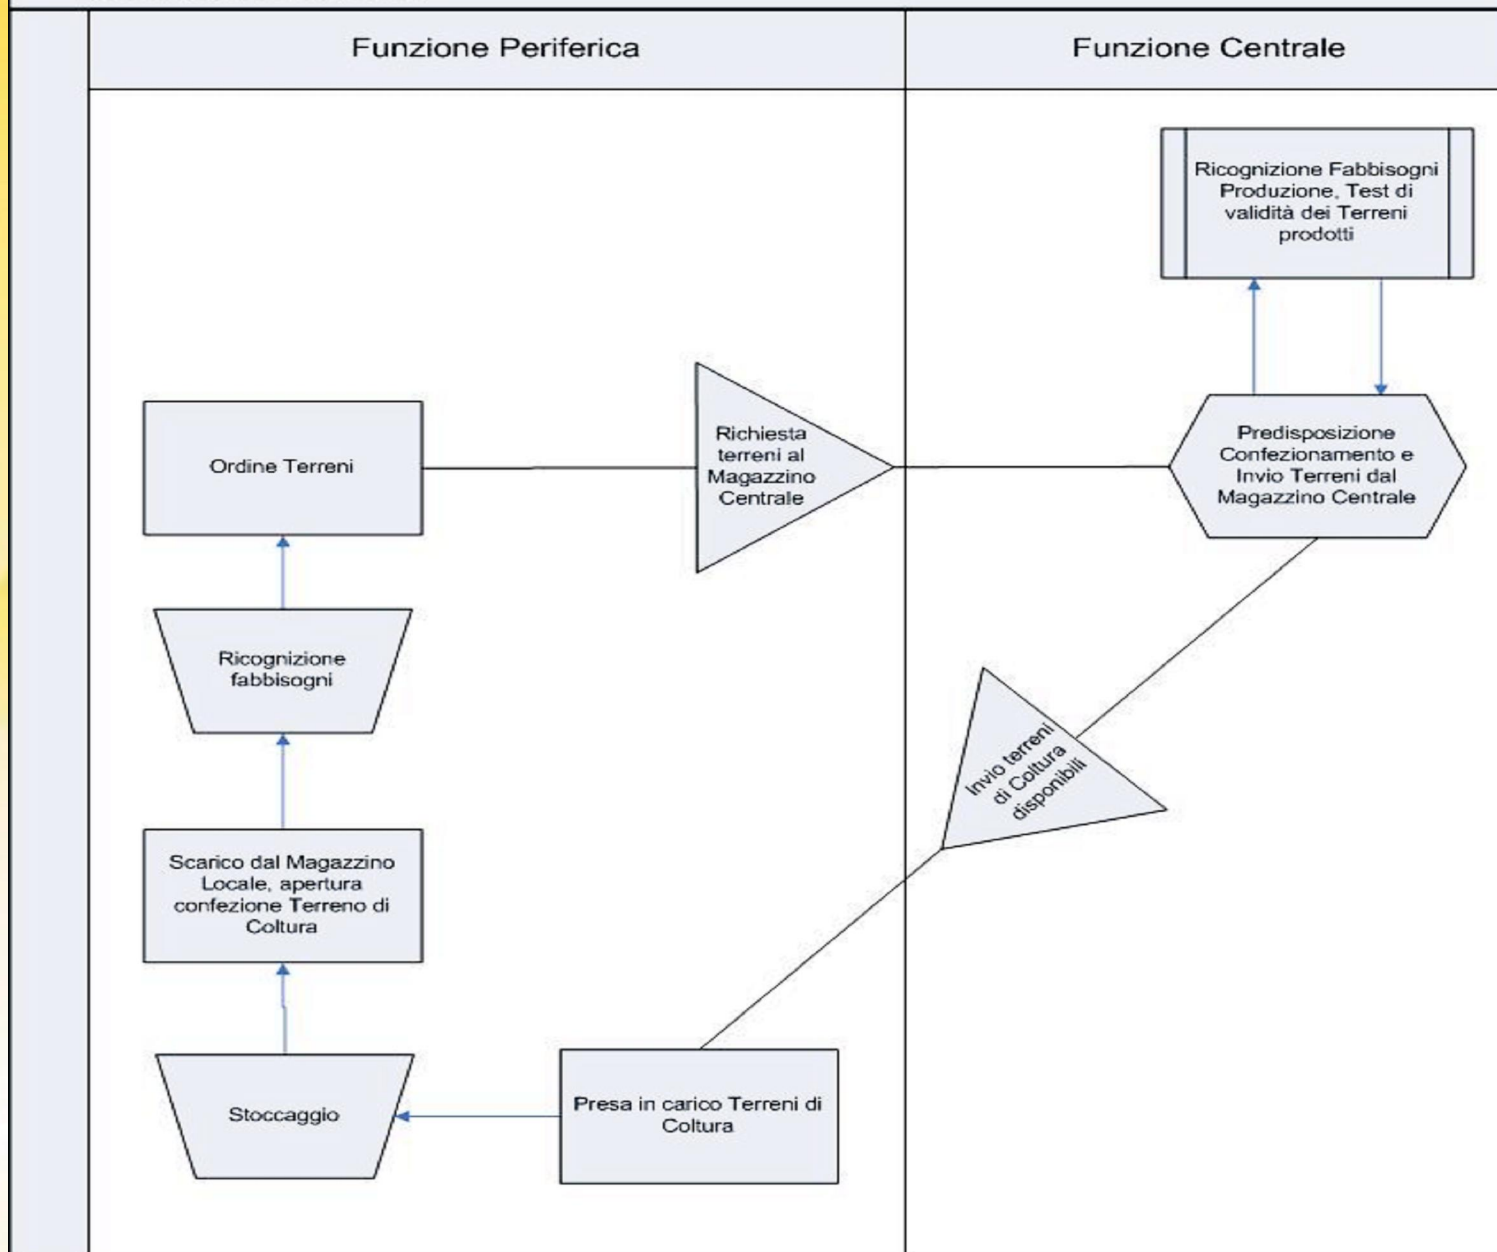 Funzione Periferica
Funzione Centrale
Ricognizione Fabbisogni
Produzione, Test di
validità dei Terreni
prodotti
Ordine Terreni
Richiesta
terreni al
Magazzino
Centrale
Predisposizione
Confezionamento e
Invio Terreni dal
Magazzino Centrale
Ricognizione
fabbisogni
Invio terreni
di Coltura
disponibili
Scarico dal Magazzino
Locale, apertura
confezione Terreno di
Coltura
Stoccaggio
Presa in carico Terreni di
Coltura